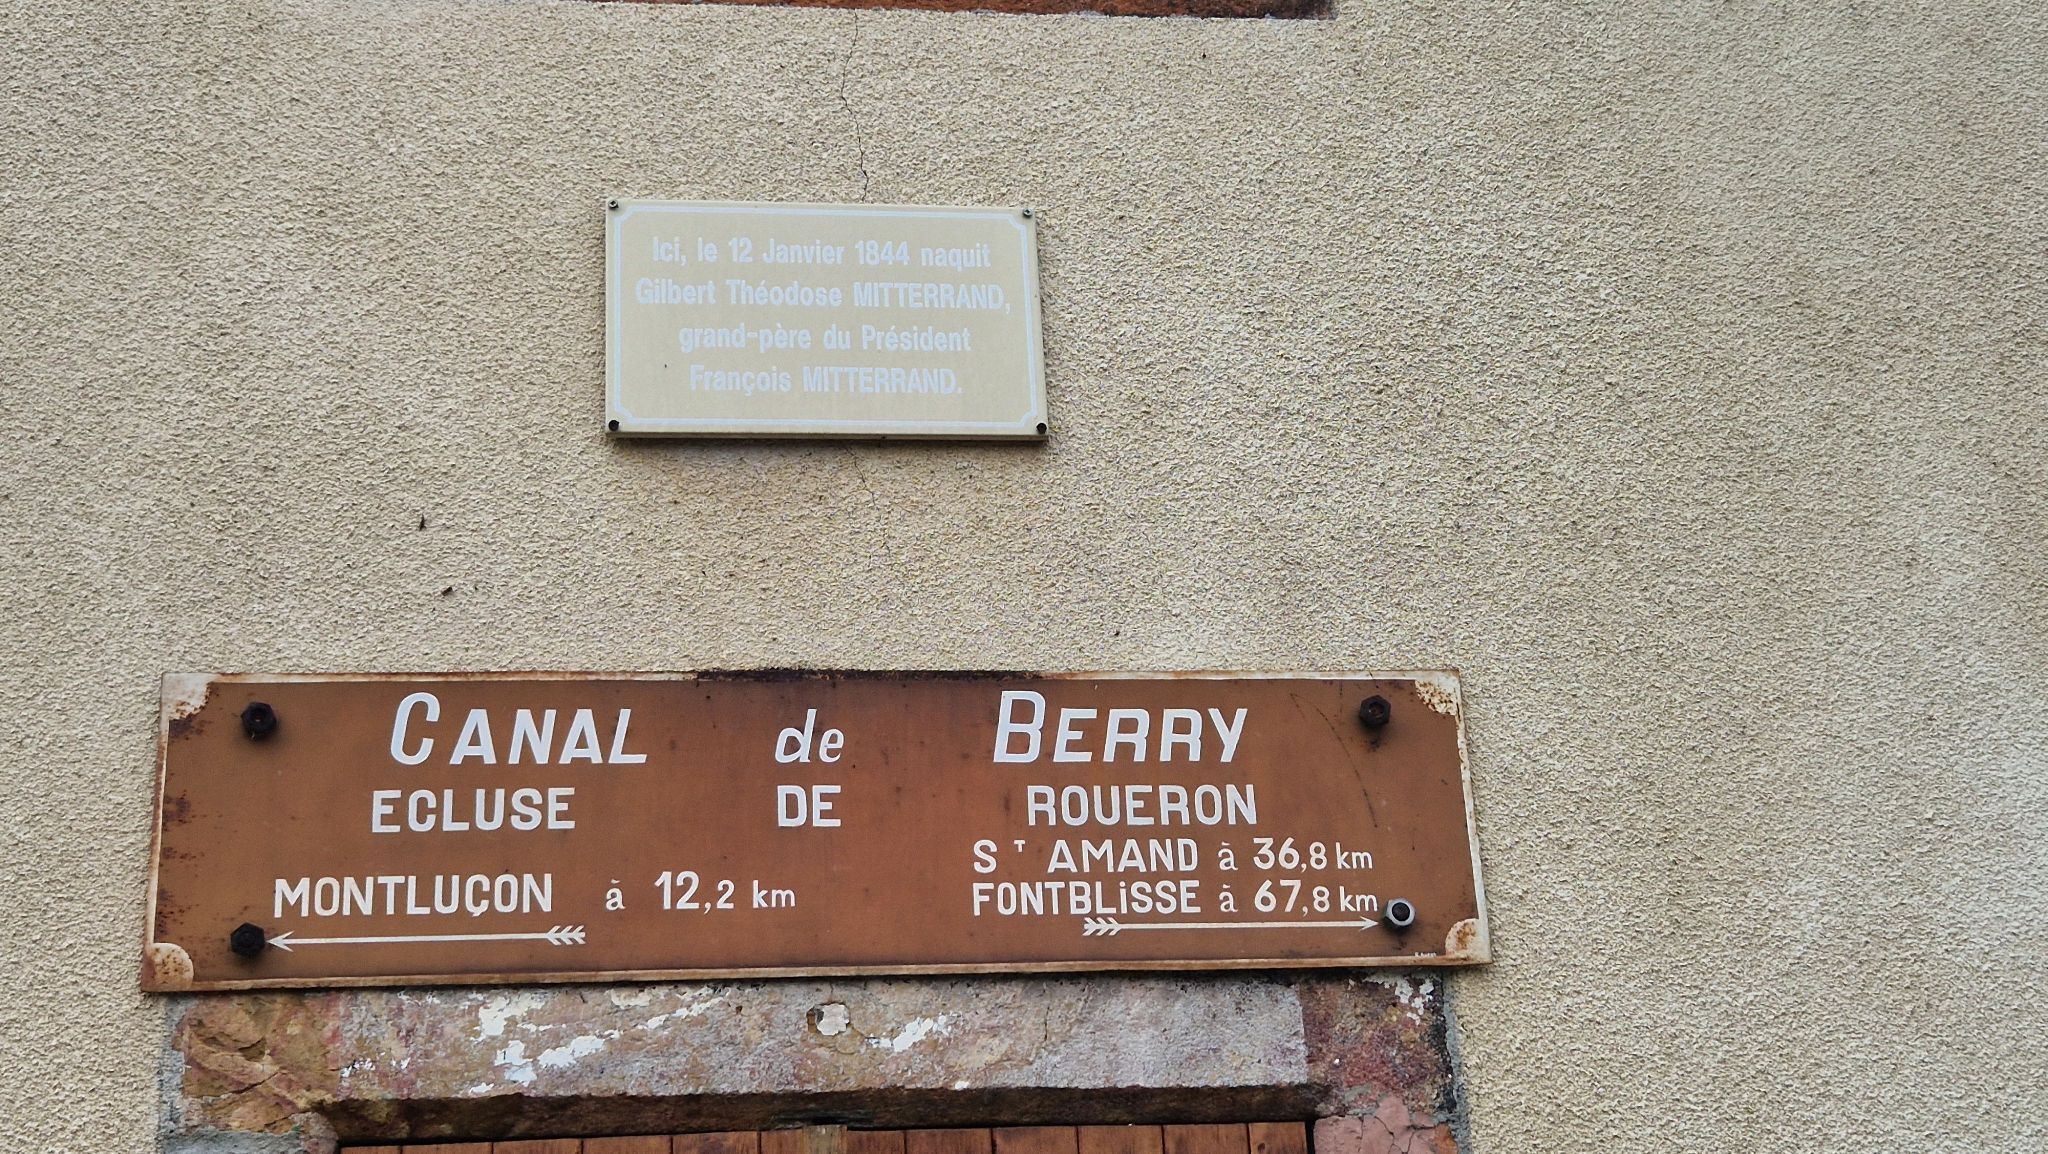 Ici, le 12 Janvier 1844 naquit
Gilbert Théodose MITTERRAND,
grand-père du Président
François MITTERRAND.
CANAL de BERRY
ECLUSE DE ROUERON
MONTLUÇON à 12,2 km
ST AMAND à 36,8 km
FONTBLiSSE à 67,8 km